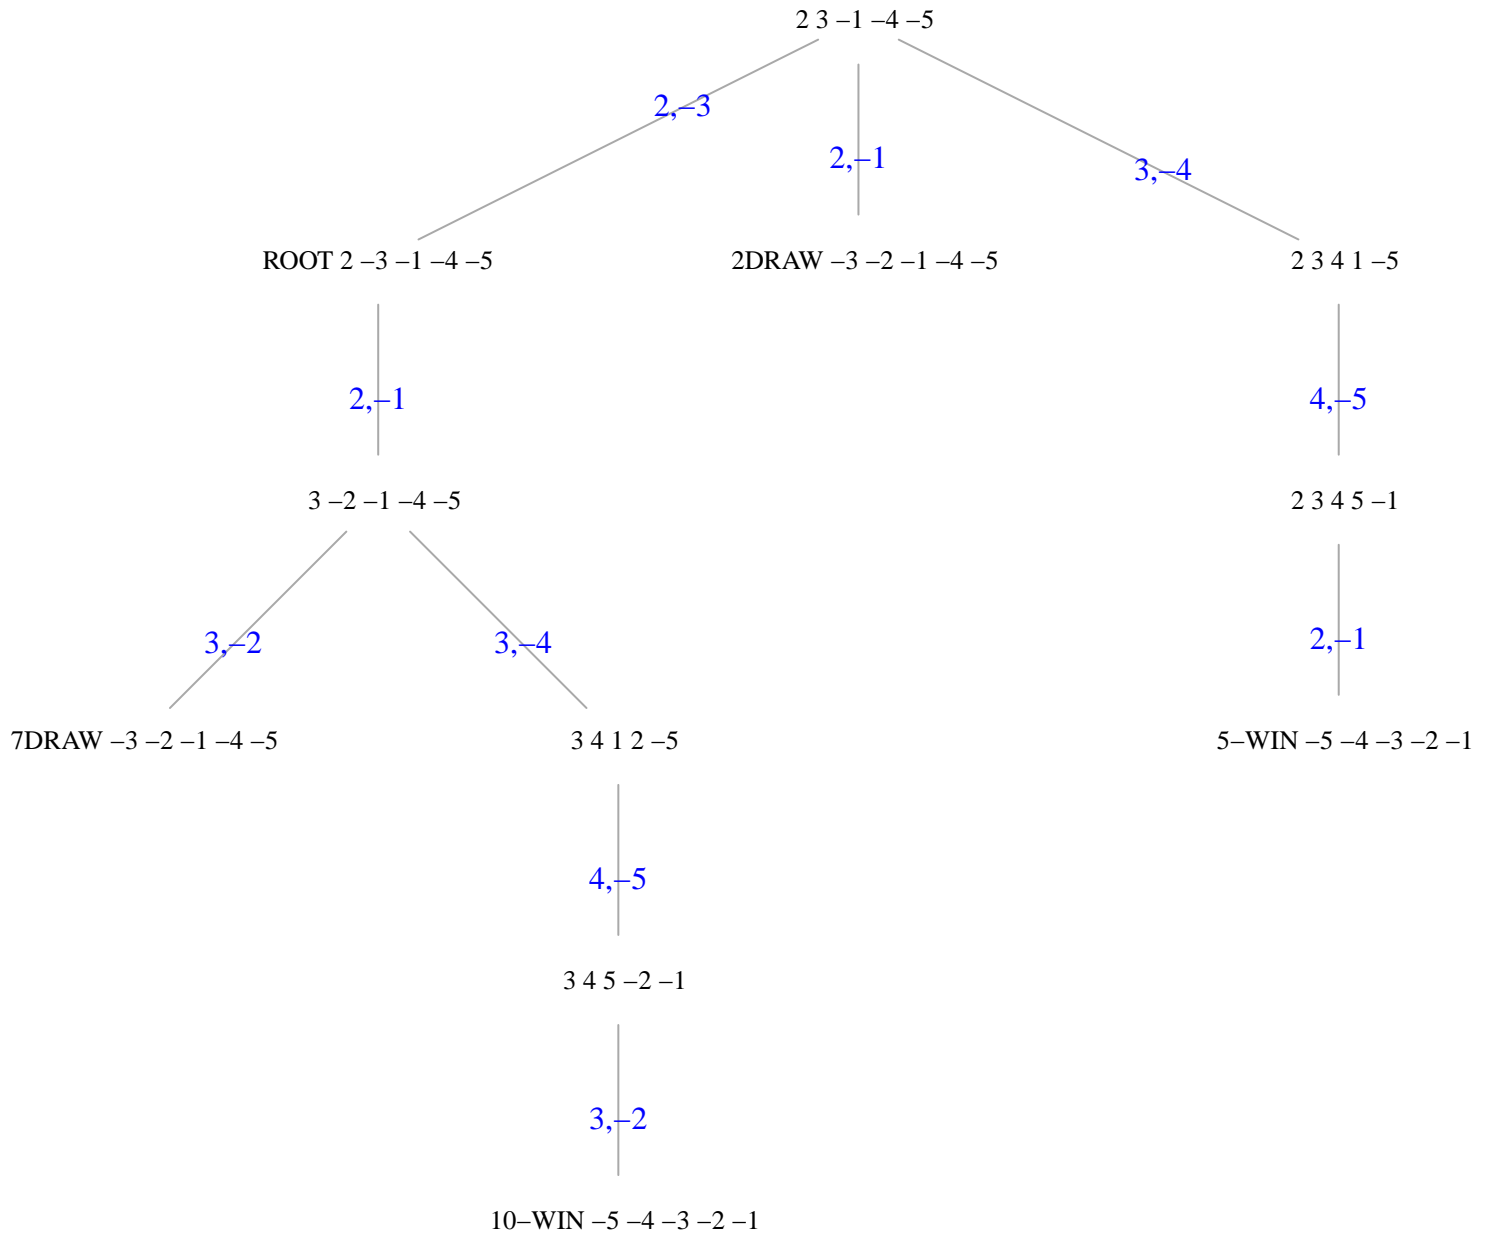 2 3 –1 –4 –5
2,–3
2,–1
3,–4
ROOT 2 –3 –1 –4 –5
2DRAW –3 –2 –1 –4 –5
2 3 4 1 –5
2,–1
4,–5
3 –2 –1 –4 –5
2 3 4 5 –1
3,–2
3,–4
2,–1
7DRAW –3 –2 –1 –4 –5
3 4 1 2 –5
5–WIN –5 –4 –3 –2 –1
4,–5
3 4 5 –2 –1
3,–2
10–WIN –5 –4 –3 –2 –1